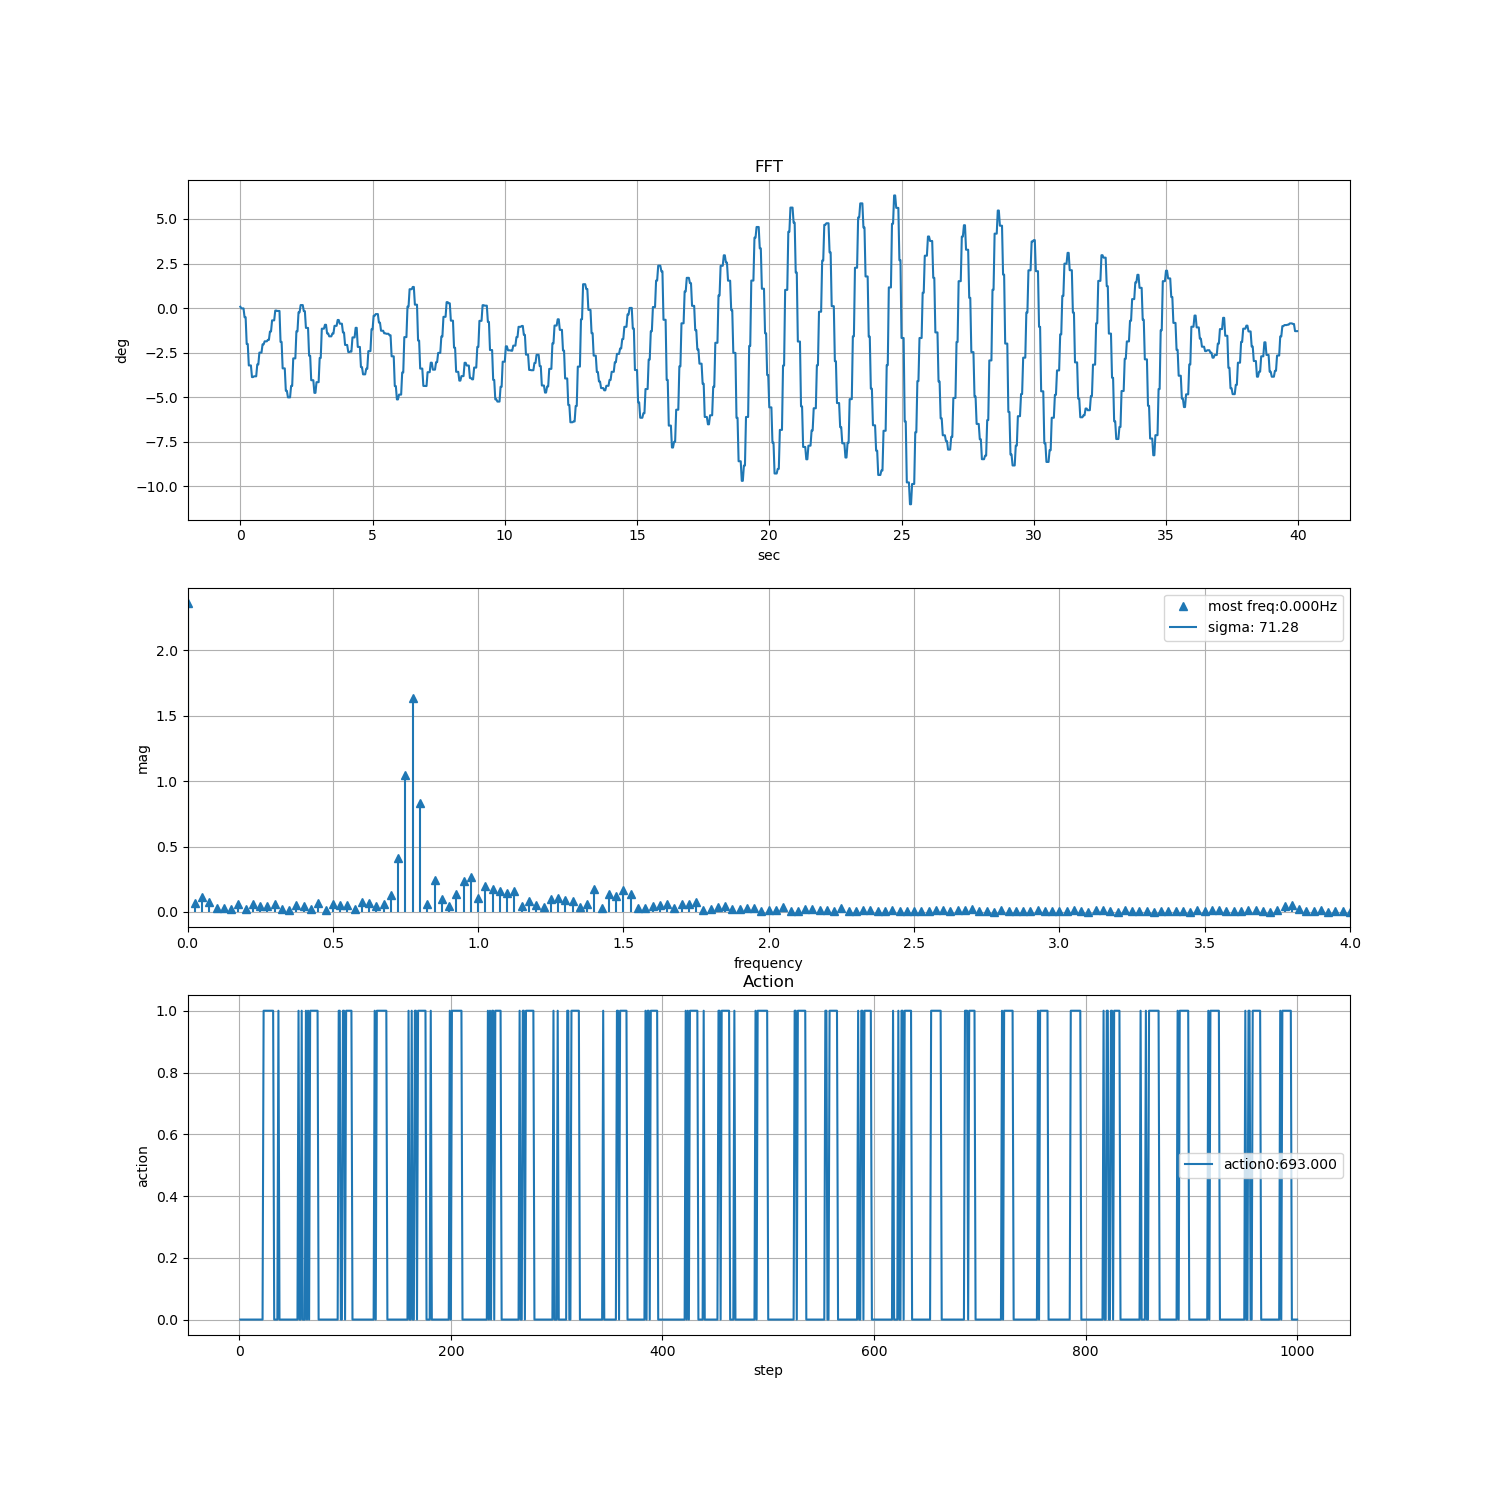 FFT
5.0
2.5
0.0
−2.5
−5.0
−7.5
−10.0
deg
0 5 10 15 20 25 30 35 40
sec
most freq:0.000Hz
sigma: 71.28
2.0
1.5
1.0
0.5
0.0
mag
0.0 0.5 1.0 1.5 2.0 2.5 3.0 3.5 4.0
frequency
Action
1.0
0.8
0.6
0.4
0.2
0.0
action
action0:693.000
0 200 400 600 800 1000
step